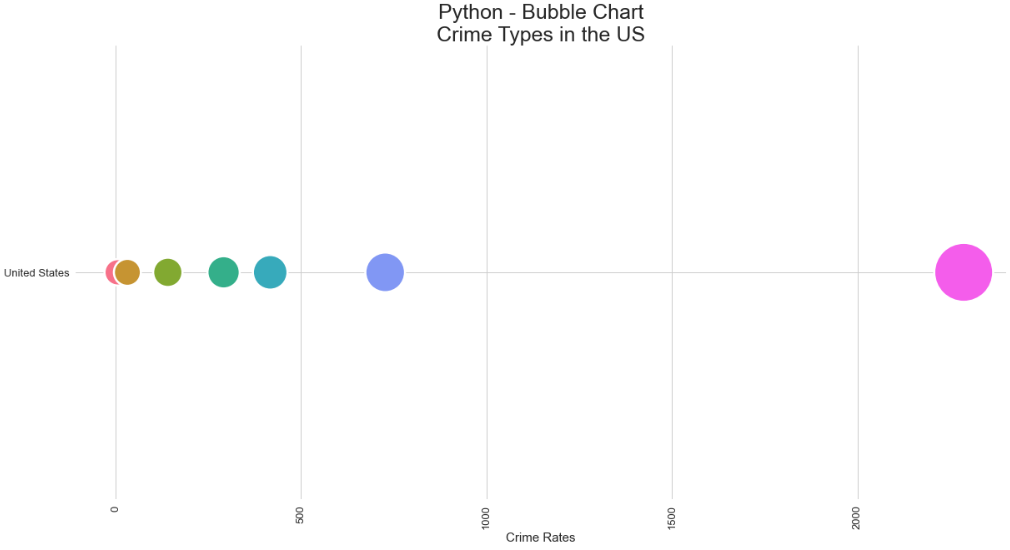 Python - Bubble Chart
Crime Types in the US
United States
0
500
1000
1500
2000
Crime Rates